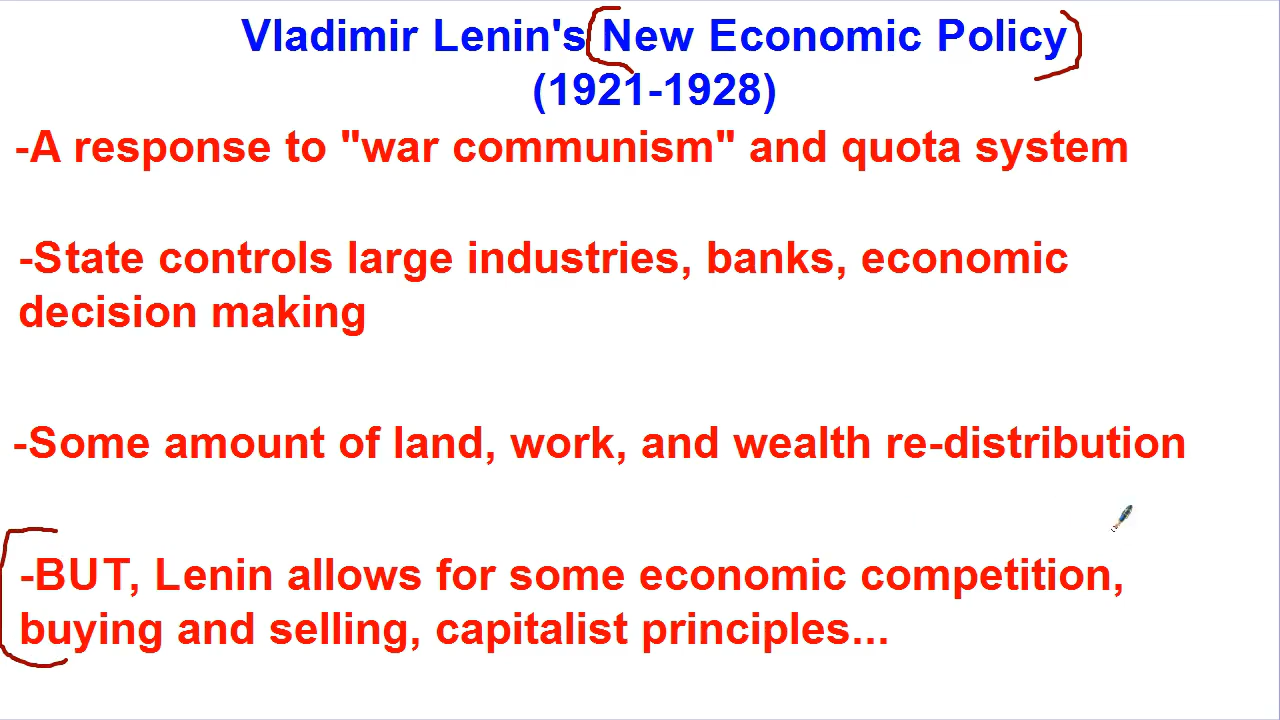 Vladimir Lenin's New Economic Policy
(1921-1928)
-A response to "war communism" and quota system
-State controls large industries, banks, economic
decision making
-Some amount of land, work, and wealth re-distribution
-BUT, Lenin allows for some economic competition,
buying and selling, capitalist principles...